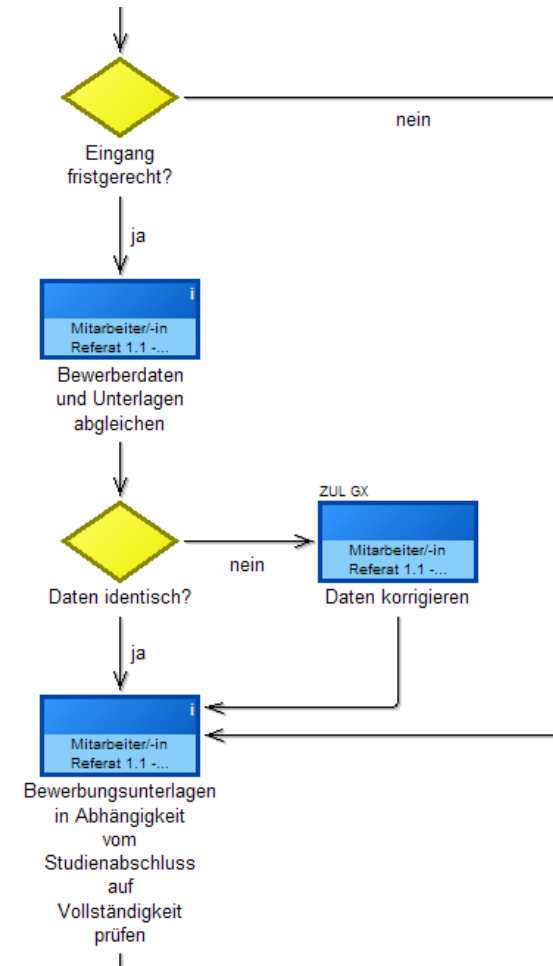 Eingang
fristgerecht?
nein
ja
i
Mitarbeiter/-in
Referat 1.1 -...
Bewerberdaten
und Unterlagen
abgleichen
Daten identisch?
nein
ZUL GX
Mitarbeiter/-in
Referat 1.1 -...
Daten korrigieren
ja
i
Mitarbeiter/-in
Referat 1.1 -...
Bewerbungsunterlagen
in Abhängigkeit
vom
Studienabschluss
auf
Vollständigkeit
prüfen